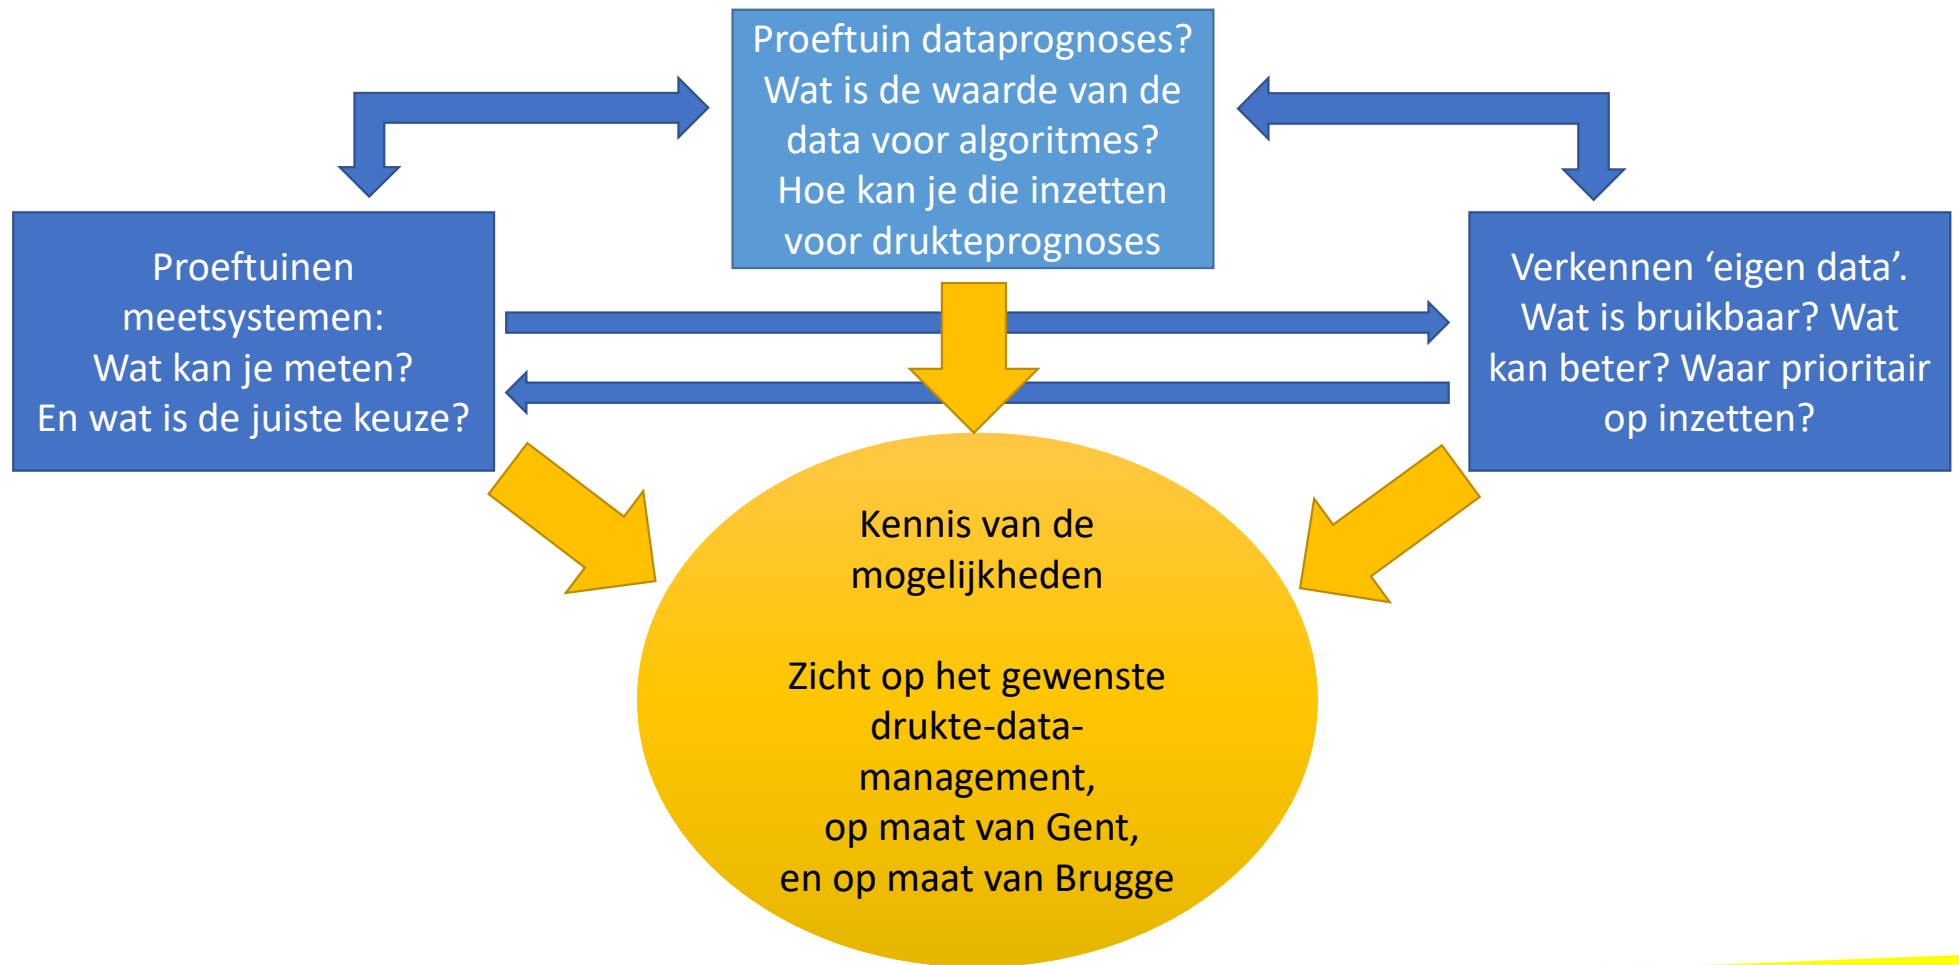 Proeftuin dataprognoses?
Wat is de waarde van de
data voor algoritmes?
Hoe kan je die inzetten
voor drukteprognoses
Proeftuinen
meetsystemen:
Wat kan je meten?
En wat is de juiste keuze?
Verkennen ‘eigen data’.
Wat is bruikbaar? Wat
kan beter? Waar prioritair
op inzetten?
Kennis van de
mogelijkheden
Zicht op het gewenste
drukte-data-
management,
op maat van Gent,
en op maat van Brugge